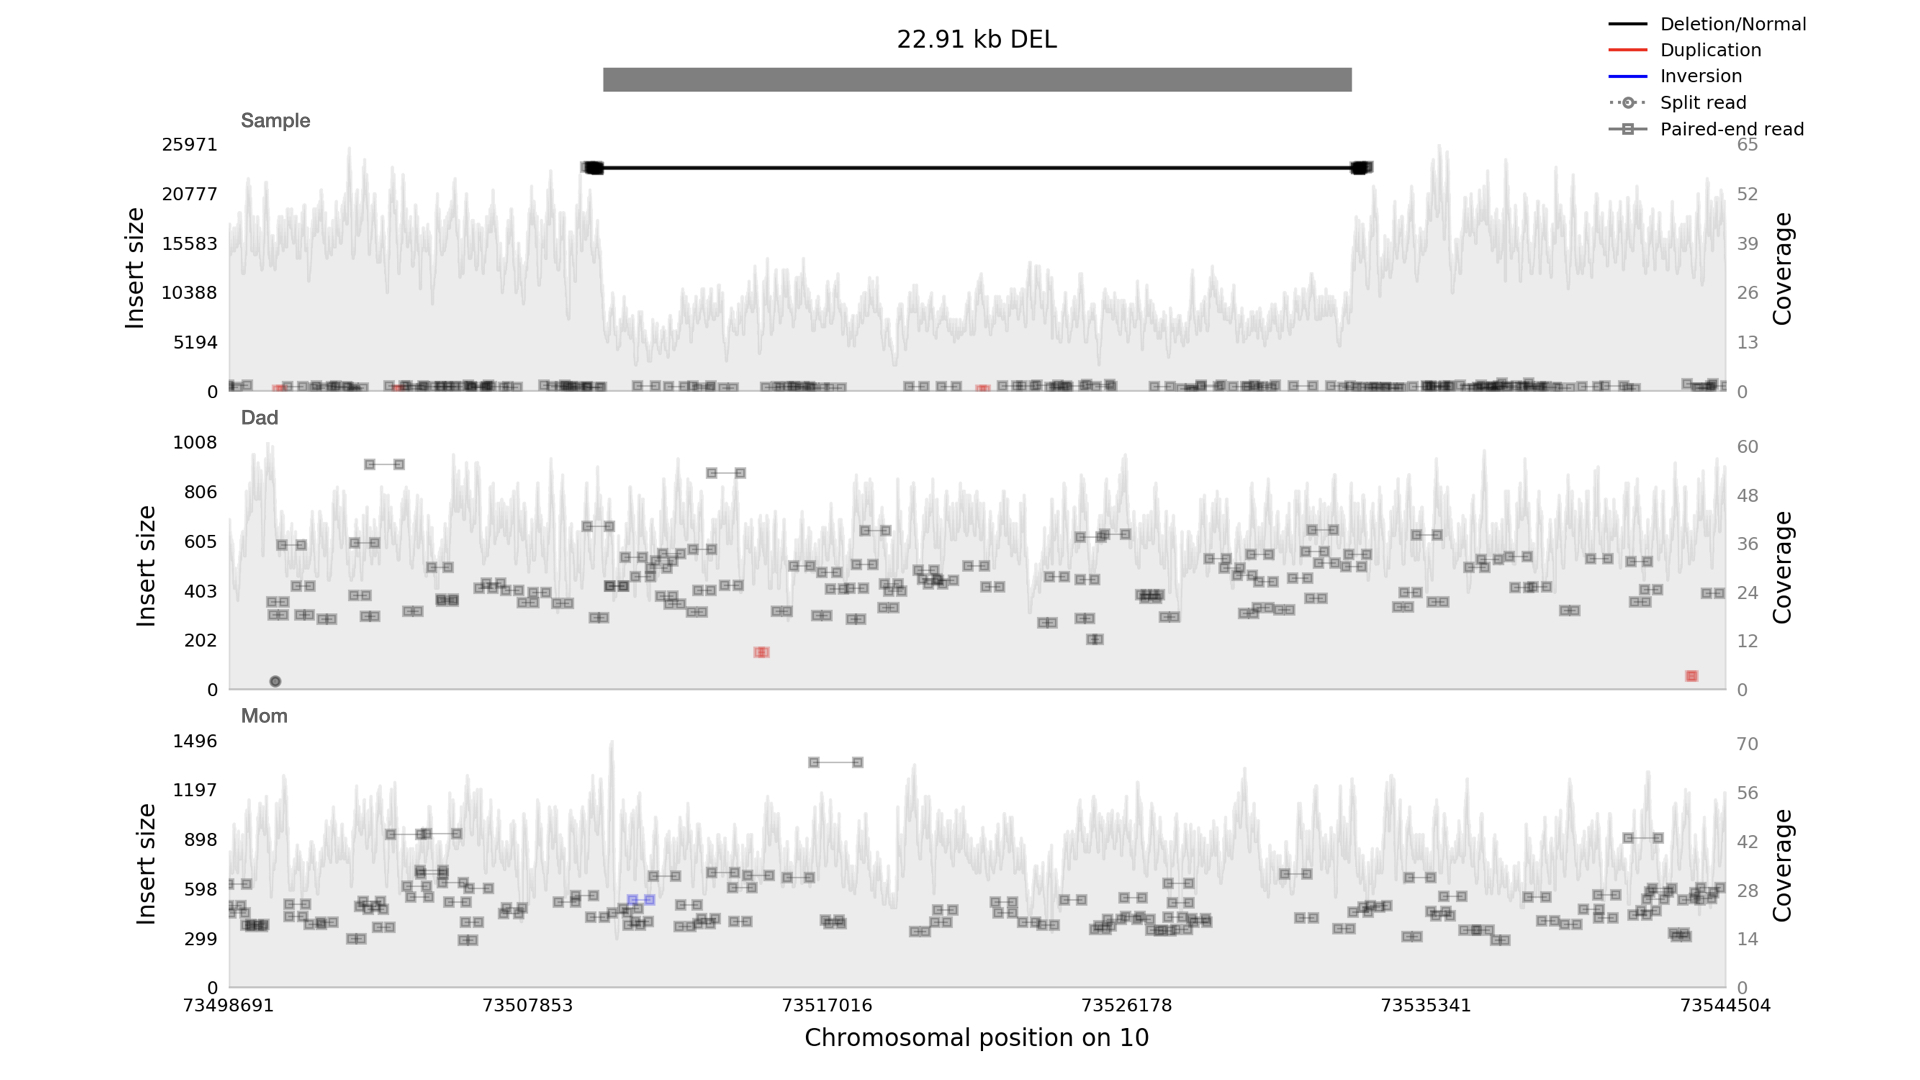 22.91 kb DEL
Deletion/Normal
Duplication
Inversion
Split read
Paired-end read
Sample
25971
20777
15583
10388
5194
0
Insert size
65
52
39
26
13
0
Coverage
Dad
1008
806
605
403
202
0
Insert size
60
48
36
24
12
0
Coverage
Mom
1496
1197
898
598
299
0
Insert size
70
56
42
28
14
0
Coverage
73498691 73507853 73517016 73526178 73535341 73544504
Chromosomal position on 10